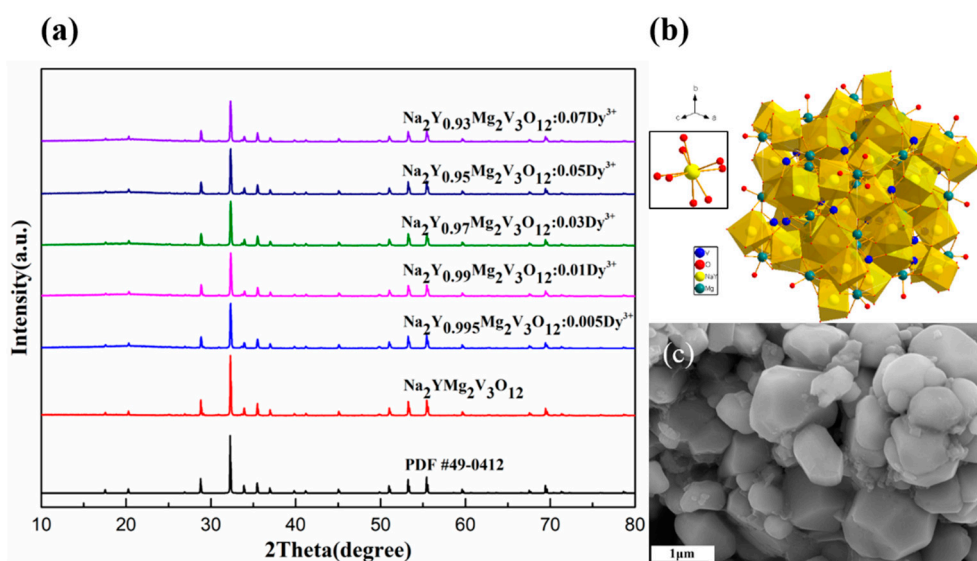 (a)
Intensity(a.u.)
Na2Y0.93Mg2V3O12:0.07Dy3+
Na2Y0.95Mg2V3O12:0.05Dy3+
Na2Y0.97Mg2V3O12:0.03Dy3+
Na2Y0.99Mg2V3O12:0.01Dy3+
Na2Y0.995Mg2V3O12:0.005Dy3+
Na2YMg2V3O12
PDF #49-0412
10 20 30 40 50 60 70 80
2Theta(degree)
(b)
b
c a
V
O
Na/Y
Mg
(c)
1μm